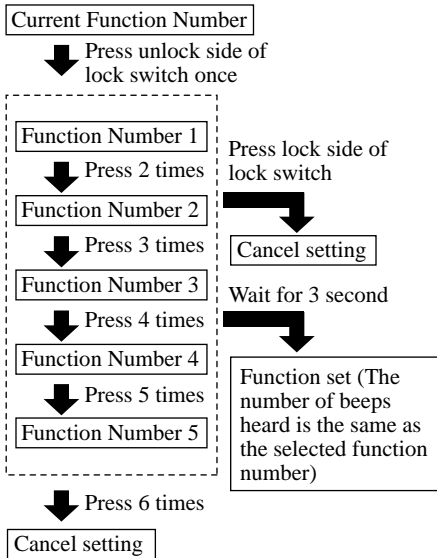 Current Function Number
Press unlock side of
lock switch once
Function Number 1
Press 2 times
Function Number 2
Press 3 times
Function Number 3
Press 4 times
Function Number 4
Press 5 times
Function Number 5
Press lock side of
lock switch
Cancel setting
Wait for 3 second
Function set (The
number of beeps
heard is the same as
the selected function
number)
Press 6 times
Cancel setting